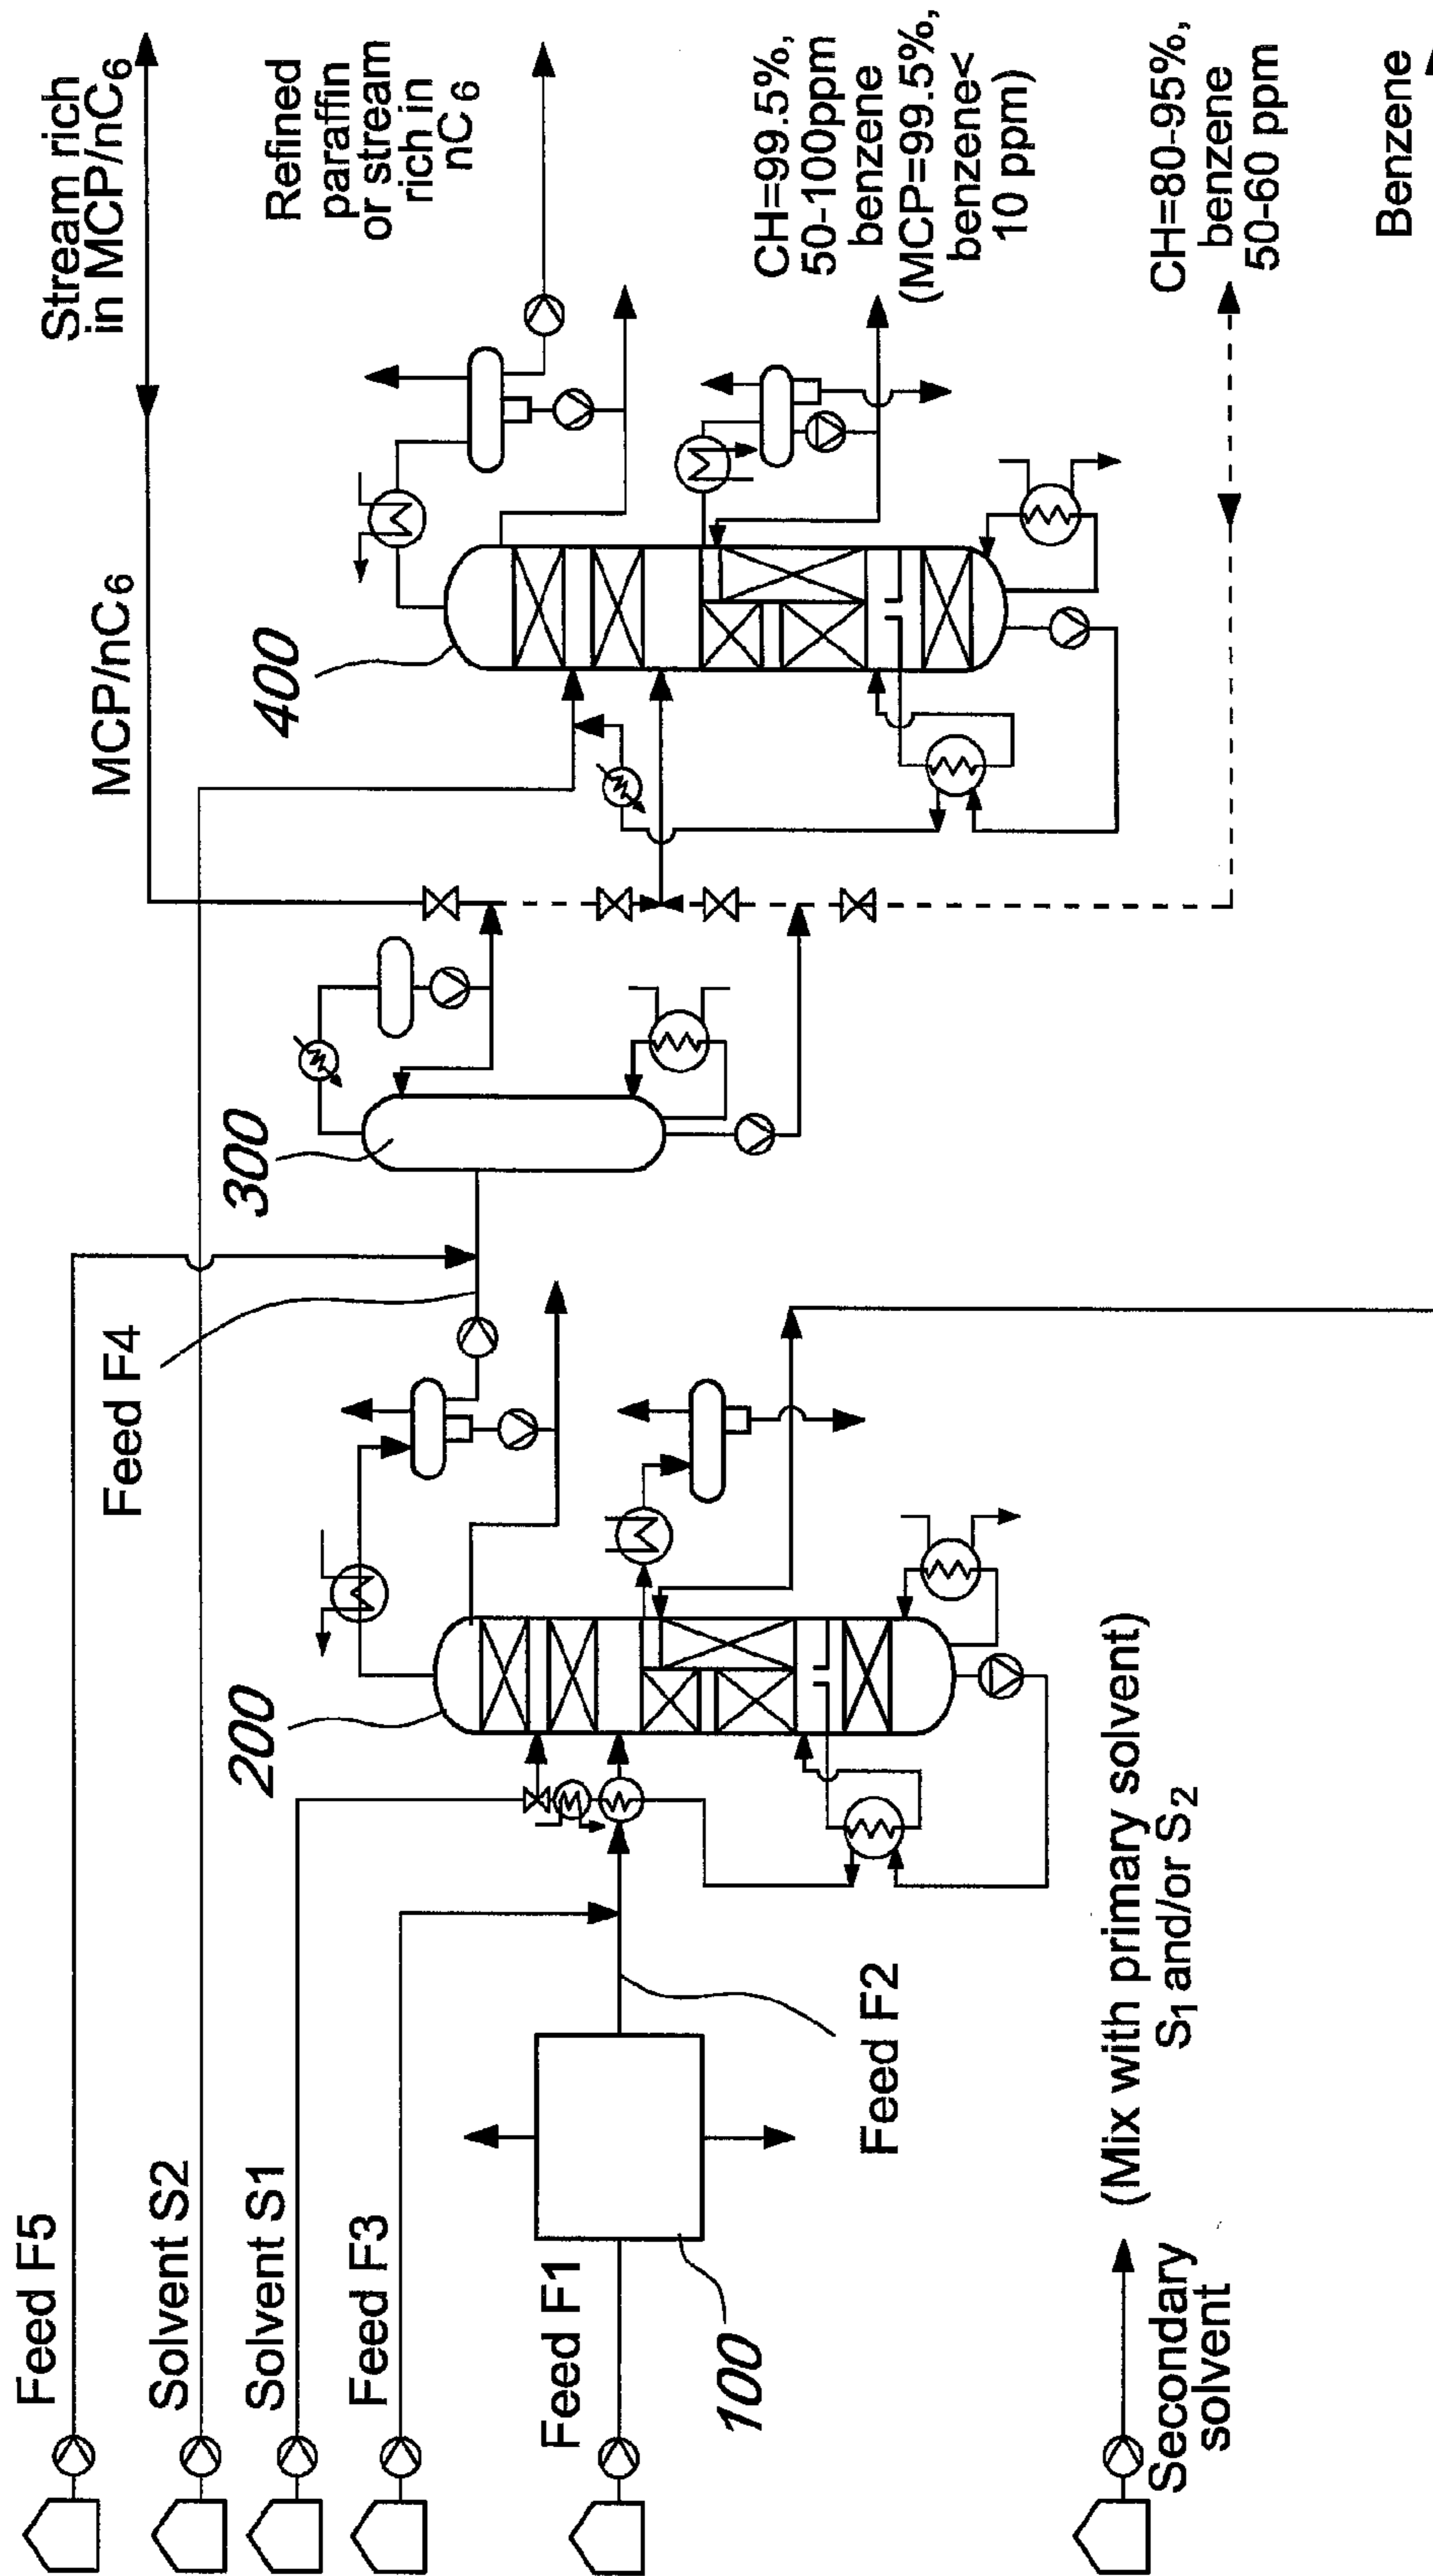 Feed F5
Solvent S2
Solvent S1
Feed F3
Feed F1
100
Feed F2
Secondary
solvent
(Mix with primary solvent)
S1 and/or S2
200
Feed F4
300
400
MCP/nC6
Stream rich
in MCP/nC6
Refined
paraffin
or stream
rich in
nC6
CH=99.5%,
50-100ppm
benzene
(MCP=99.5%,
benzene<
10 ppm)
CH=80-95%,
benzene
50-60 ppm
Benzene